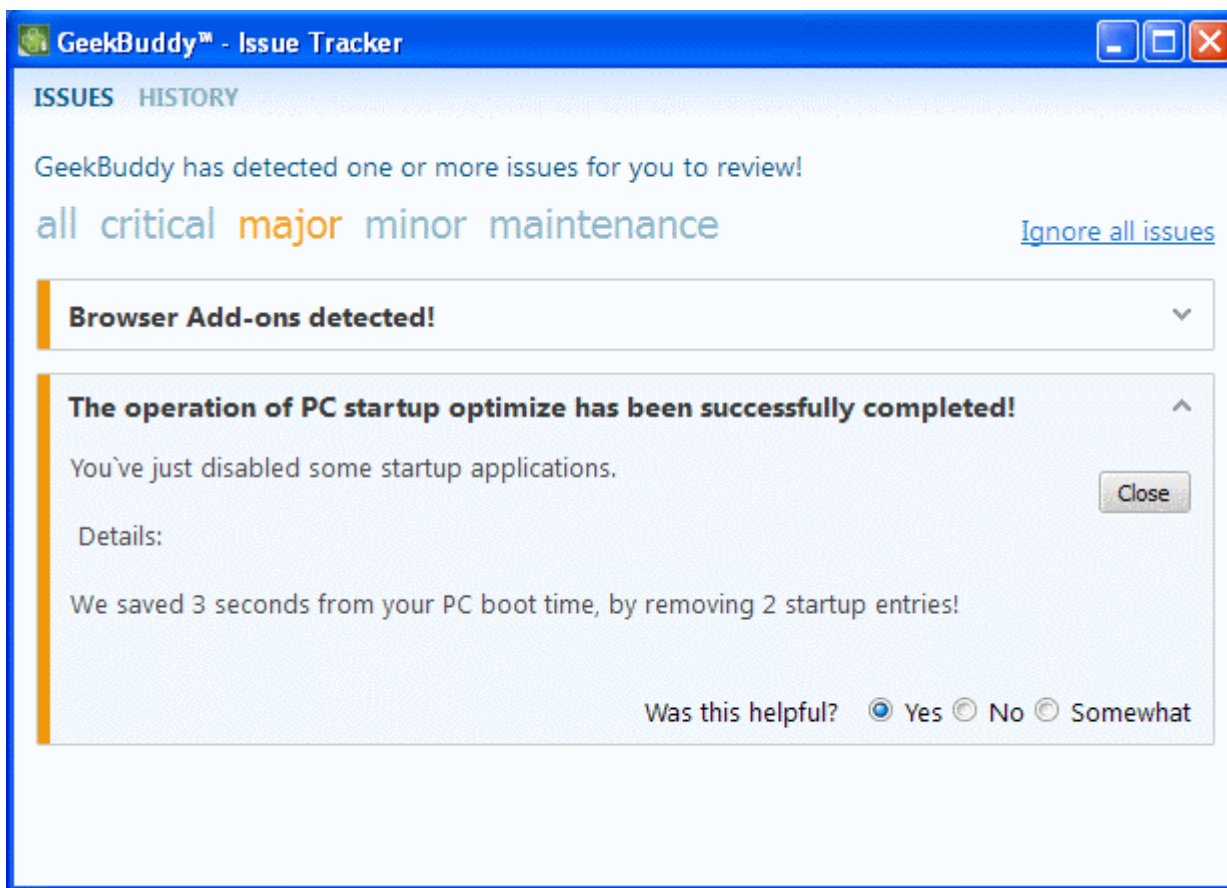 GeekBuddy™ - Issue Tracker
ISSUES HISTORY
GeekBuddy has detected one or more issues for you to review!
all critical major minor maintenance
Ignore all issues
Browser Add-ons detected!
The operation of PC startup optimize has been successfully completed!
You`ve just disabled some startup applications.
Close
Details:
We saved 3 seconds from your PC boot time, by removing 2 startup entries!
Was this helpful? Yes No Somewhat